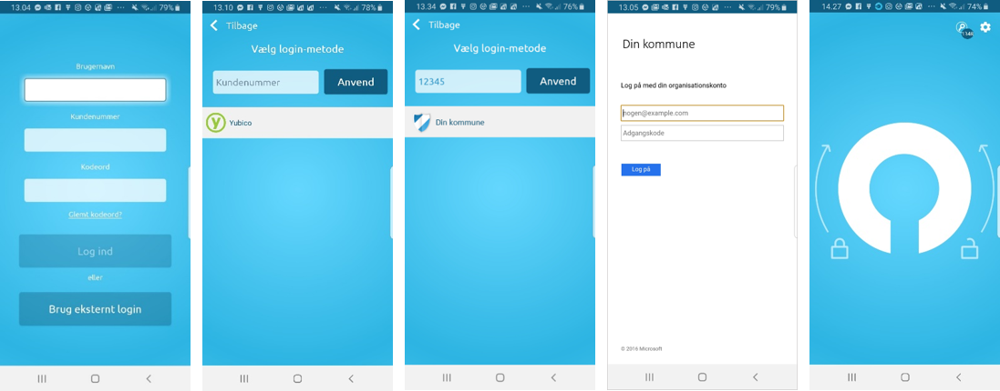 13.04 79%
Brugernavn
Kundenummer
Kodeord
Glemt kodeord?
Log ind
eller
Brug eksternt login
13.10 78%
Tilbage
Vælg login-metode
Kundenummer
Anvend
y
Yubico
13.34 76%
Tilbage
Vælg login-metode
12345
Anvend
Din kommune
13.05 79%
Din kommune
Log på med din organisationskonto
nogen@example.com
Adgangskode
Log på
© 2016 Microsoft
14.27 74%
1348